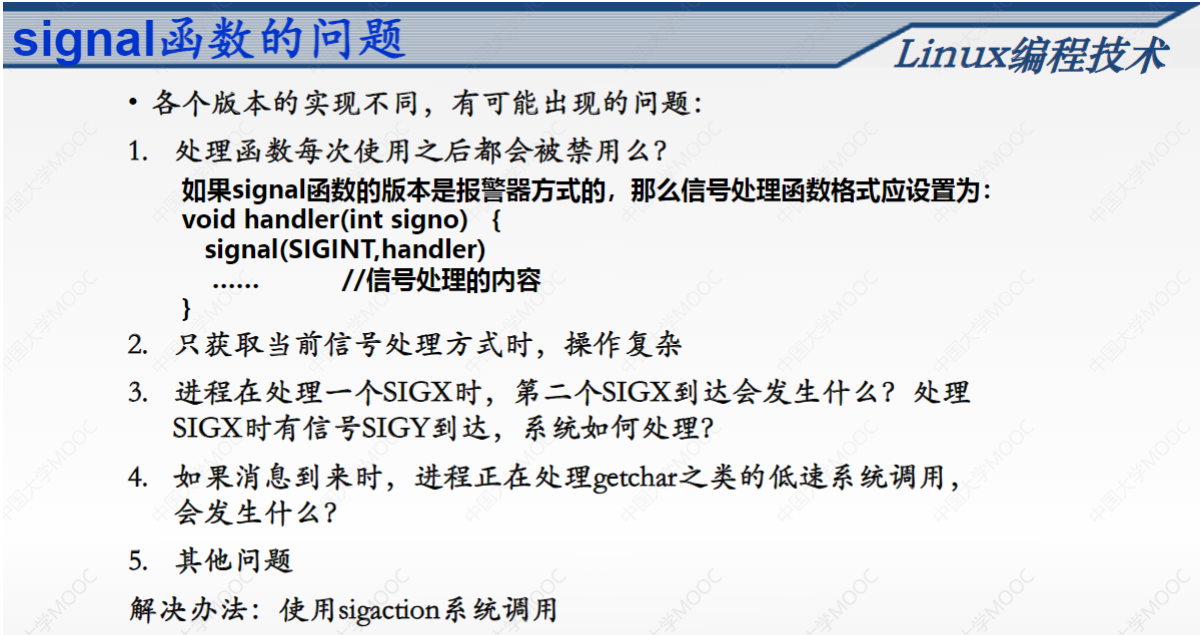 signal函数的问题
Linux编程技术
• 各个版本的实现不同，有可能出现的问题：
1. 处理函数每次使用之后都会被禁用么？
如果signal函数的版本是报警器方式的，那么信号处理函数格式应设置为：
void handler(int signo) {
signal(SIGINT,handler)
…… //信号处理的内容
}
2. 只获取当前信号处理方式时，操作复杂
3. 进程在处理一个SIGX时，第二个SIGX到达会发生什么？处理
SIGX时有信号SIGY到达，系统如何处理？
4. 如果消息到来时，进程正在处理getchar之类的低速系统调用，
会发生什么？
5. 其他问题
解决办法：使用sigaction系统调用
中国大学MOOC